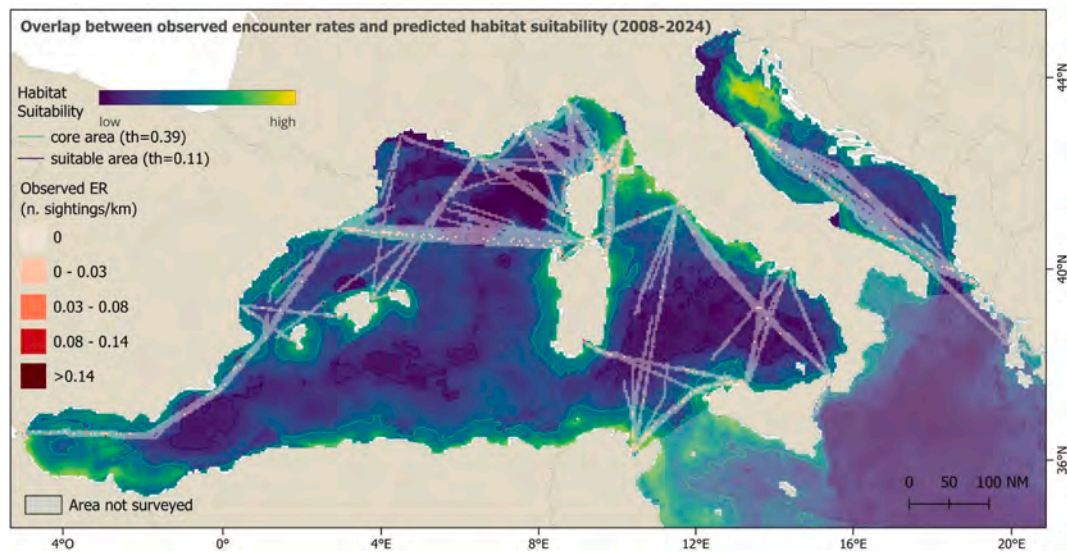 Overlap between observed encounter rates and predicted habitat suitability (2008-2024)
Habitat
Suitability
low
high
core area (th=0.39)
suitable area (th=0.11)
Observed ER
(n. sightings/km)
0
0 - 0.03
0.03 - 0.08
0.08 - 0.14
>0.14
Area not surveyed
0 50 100 NM
44°N
40°N
36°N
4°O 0° 4°E 8°E 12°E 16°E 20°E